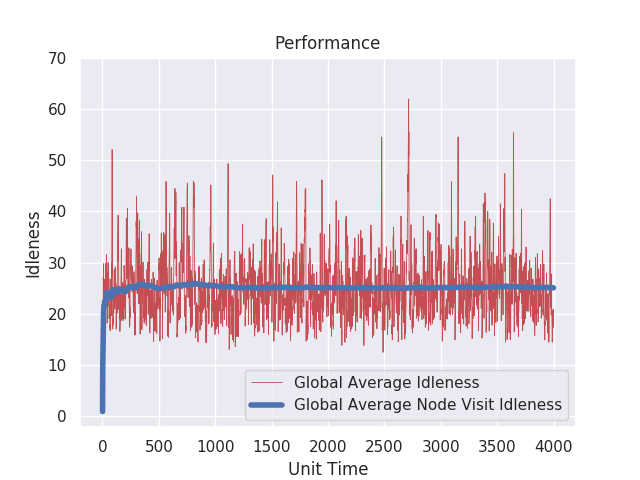 Performance
70
60
50
40
30
20
10
0
Idleness
Global Average Idleness
Global Average Node Visit Idleness
0 500 1000 1500 2000 2500 3000 3500 4000
Unit Time